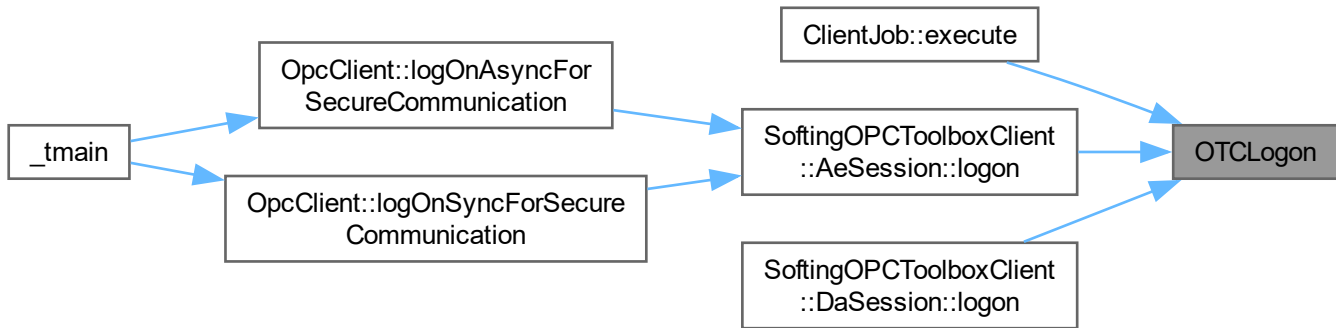 _tmain
OpcClient::logOnAsyncFor
SecureCommunication
OpcClient::logOnSyncForSecure
Communication
ClientJob::execute
SoftingOPCToolboxClient
::AeSession::logon
SoftingOPCToolboxClient
::DaSession::logon
OTCLogon